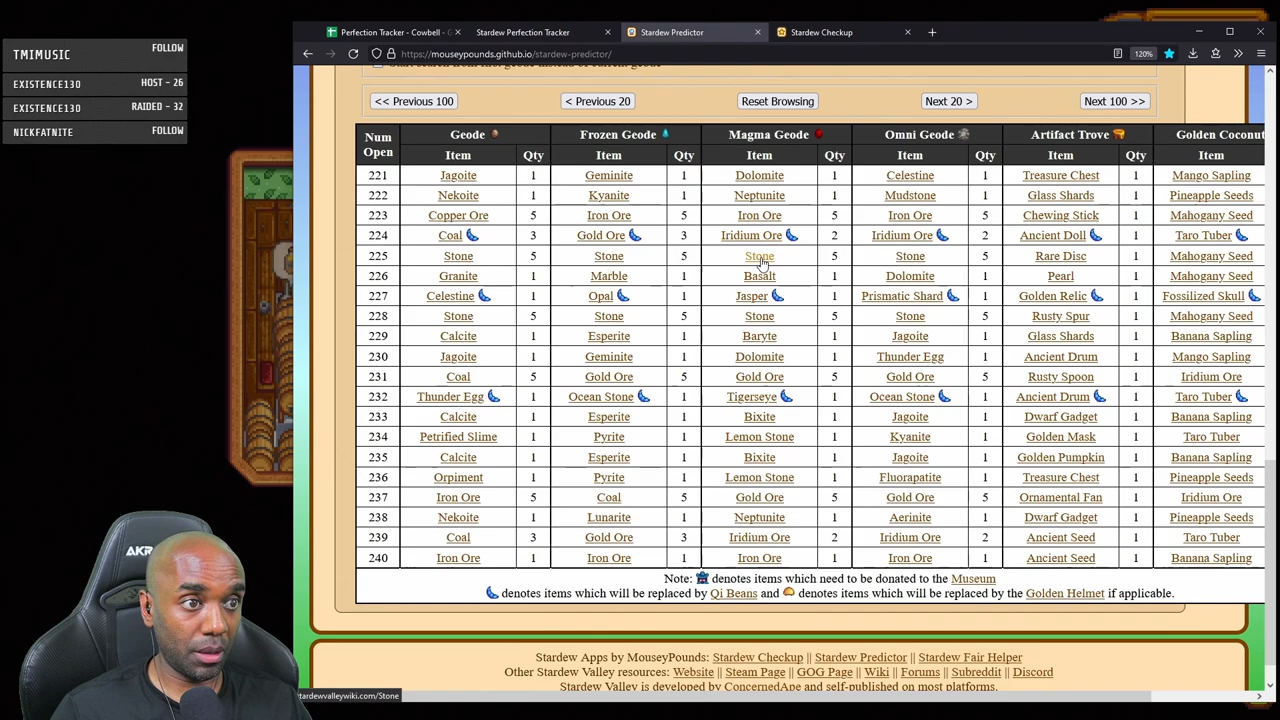 Perfection Tracker - Cowbell - G
Stardew Perfection Tracker
Stardew Predictor
Stardew Checkup
https://mouseypounds.github.io/stardew-predictor/
120%
TMIMUSIC FOLLOW
EXISTENCE130 HOST - 26
EXISTENCE130 RAIDED - 32
NICKFATNITE FOLLOW
<< Previous 100 < Previous 20 Reset Browsing Next 20 > Next 100 >>
Num Open Geode Frozen Geode Magma Geode Omni Geode Artifact Trove Golden Coconut
Item Qty Item Qty Item Qty Item Qty Item Qty Item
221 Jagoite 1 Geminite 1 Dolomite 1 Celestine 1 Treasure Chest 1 Mango Sapling
222 Nekoite 1 Kyanite 1 Neptunite 1 Mudstone 1 Glass Shards 1 Pineapple Seeds
223 Copper Ore 5 Iron Ore 5 Iron Ore 5 Iron Ore 5 Chewing Stick 1 Mahogany Seed
224 Coal 3 Gold Ore 3 Iridium Ore 2 Iridium Ore 2 Ancient Doll 1 Taro Tuber
225 Stone 5 Stone 5 Stone 5 Stone 5 Rare Disc 1 Mahogany Seed
226 Granite 1 Marble 1 Basalt 1 Dolomite 1 Pearl 1 Mahogany Seed
227 Celestine 1 Opal 1 Jasper 1 Prismatic Shard 1 Golden Relic 1 Fossilized Skull
228 Stone 5 Stone 5 Stone 5 Stone 5 Rusty Spur 1 Mahogany Seed
229 Calcite 1 Esperite 1 Baryte 1 Jagoite 1 Glass Shards 1 Banana Sapling
230 Jagoite 1 Geminite 1 Dolomite 1 Thunder Egg 1 Ancient Drum 1 Mango Sapling
231 Coal 5 Gold Ore 5 Gold Ore 5 Gold Ore 5 Rusty Spoon 1 Iridium Ore
232 Thunder Egg 1 Ocean Stone 1 Tigerseye 1 Ocean Stone 1 Ancient Drum 1 Taro Tuber
233 Calcite 1 Esperite 1 Bixite 1 Jagoite 1 Dwarf Gadget 1 Banana Sapling
234 Petrified Slime 1 Pyrite 1 Lemon Stone 1 Kyanite 1 Golden Mask 1 Taro Tuber
235 Calcite 1 Esperite 1 Bixite 1 Jagoite 1 Golden Pumpkin 1 Banana Sapling
236 Orpiment 1 Pyrite 1 Lemon Stone 1 Fluorapatite 1 Treasure Chest 1 Pineapple Seeds
237 Iron Ore 5 Coal 5 Gold Ore 5 Gold Ore 5 Ornamental Fan 1 Iridium Ore
238 Nekoite 1 Lunarite 1 Neptunite 1 Aerinite 1 Dwarf Gadget 1 Pineapple Seeds
239 Coal 3 Gold Ore 3 Iridium Ore 2 Iridium Ore 2 Ancient Seed 1 Taro Tuber
240 Iron Ore 1 Iron Ore 1 Iron Ore 1 Iron Ore 1 Ancient Seed 1 Banana Sapling
Note: denotes items which need to be donated to the Museum
denotes items which will be replaced by Qi Beans and denotes items which will be replaced by the Golden Helmet if applicable.
Stardew Apps by MouseyPounds: Stardew Checkup || Stardew Predictor || Stardew Fair Helper
Other Stardew Valley resources: Website || Steam Page || GOG Page || Wiki || Forums || Subreddit || Discord
Stardew Valley is developed by ConcernedApe and self-published on most platforms.
stardewvalleywiki.com/Stone
AKR